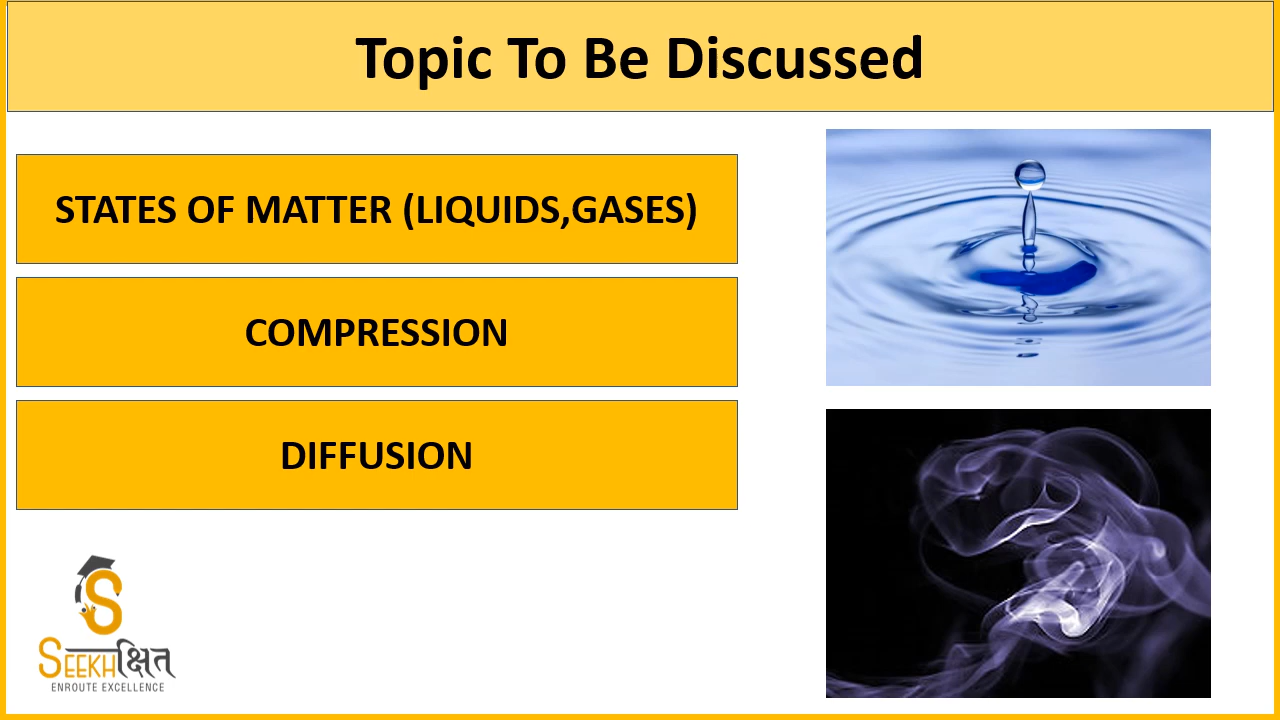 Topic To Be Discussed
STATES OF MATTER (LIQUIDS,GASES)
COMPRESSION
DIFFUSION
S
SEEKHक्षित
ENROUTE EXCELLENCE